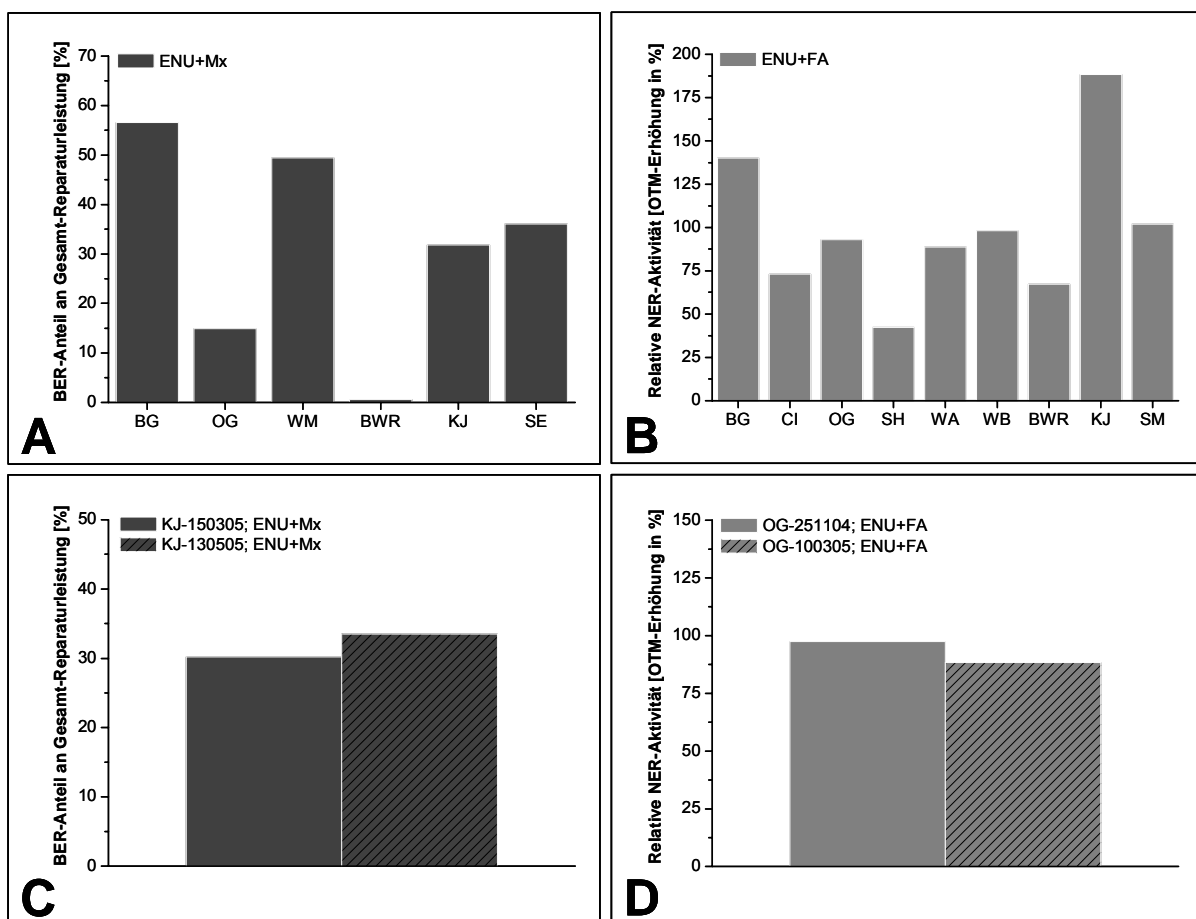 BER-Anteil an Gesamt-Reparaturleistung [%]
70
60
50
40
30
20
10
0
ENU+Mx
BG OG WM BWR KJ SE
A
Relative NER-Aktivität [OTM-Erhöhung in %]
200
175
150
125
100
75
50
25
0
ENU+FA
BG CI OG SH WA WB BWR KJ SM
B
BER-Anteil an Gesamt-Reparaturleistung [%]
50
40
30
20
10
0
KJ-150305; ENU+Mx
KJ-130505; ENU+Mx
C
Relative NER-Aktivität [OTM-Erhöhung in %]
150
125
100
75
50
25
0
OG-251104; ENU+FA
OG-100305; ENU+FA
D